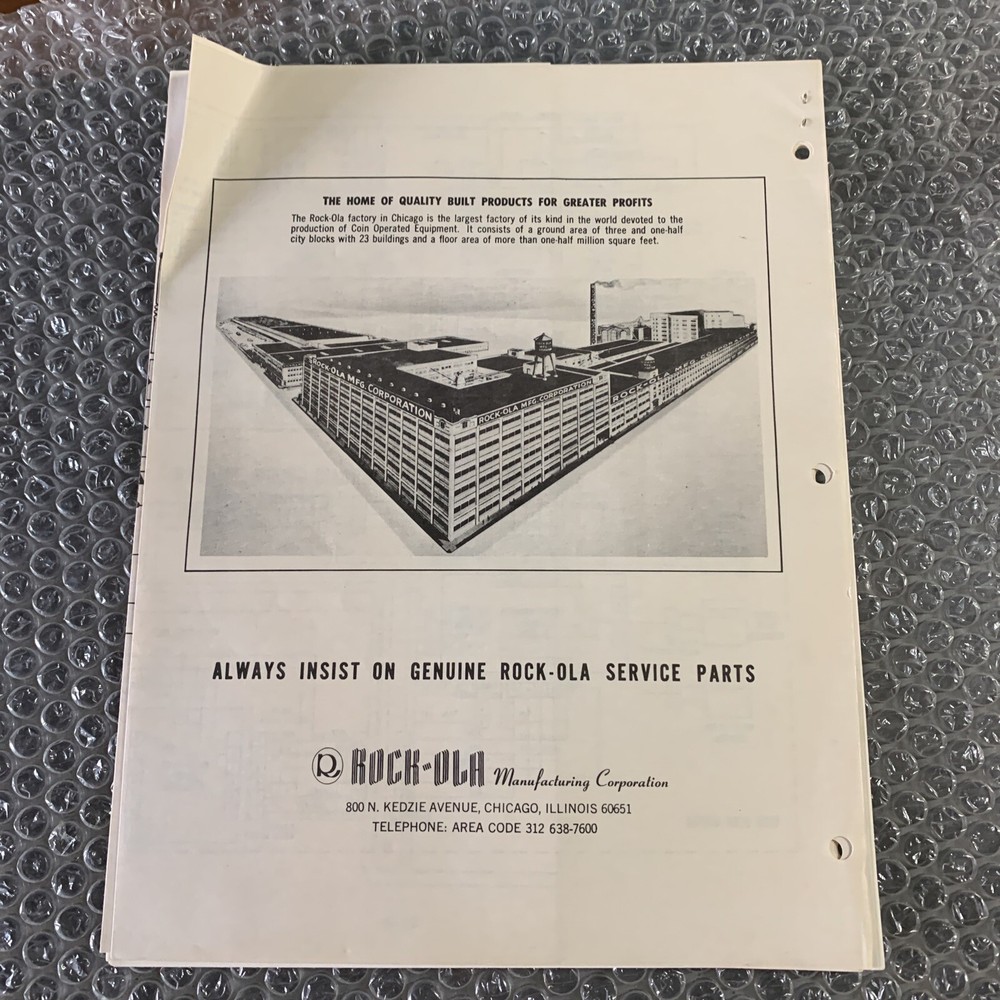 THE HOME OF QUALITY BUILT PRODUCTS FOR GREATER PROFITS
The Rock-Ola factory in Chicago is the largest factory of its kind in the world devoted to the
production of Coin Operated Equipment. It consists of a ground area of three and one-half
city blocks with 23 buildings and a floor area of more than one-half million square feet.
ROCK-OLA MFG. CORPORATION
ROCK-OLA MFG. CORPORATION
ROCK-OLA MFG. CORPORATION
ALWAYS INSIST ON GENUINE ROCK-OLA SERVICE PARTS
R ROCK-OLA Manufacturing Corporation
800 N. KEDZIE AVENUE, CHICAGO, ILLINOIS 60651
TELEPHONE: AREA CODE 312 638-7600